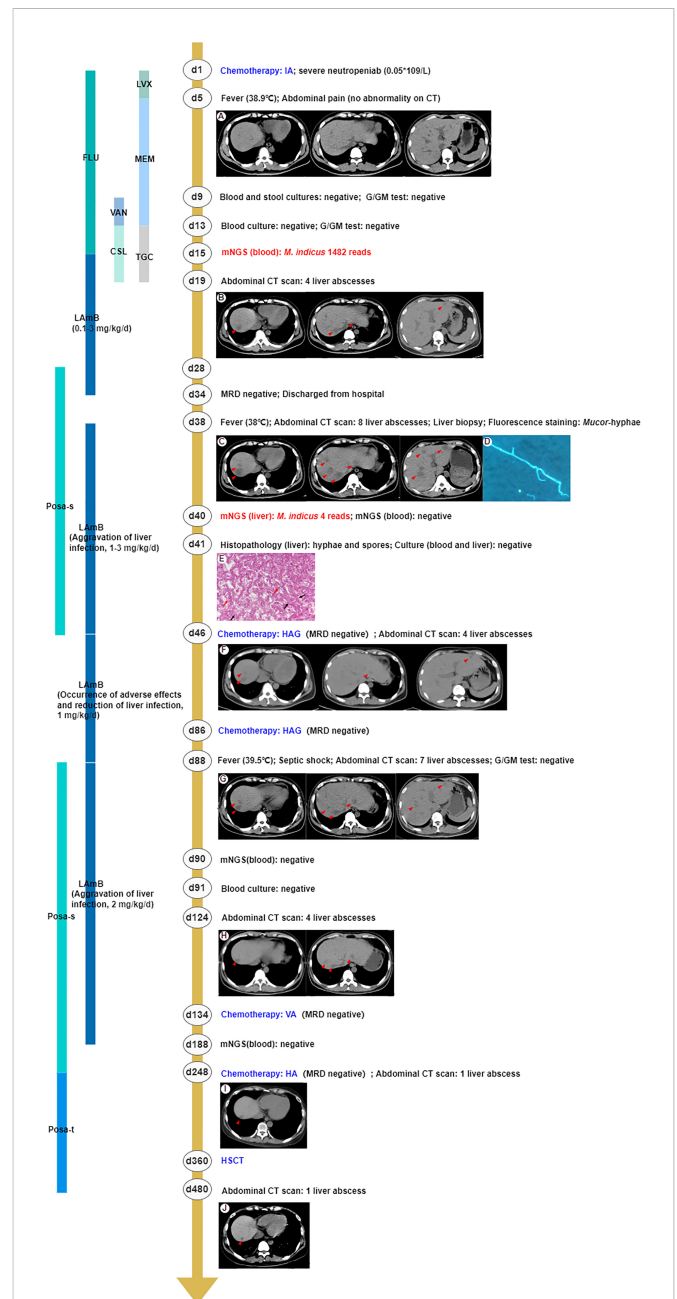 d1
Chemotherapy: IA; severe neutropeniab (0.05*109/L)
LVX
d5
Fever (38.9℃); Abdominal pain (no abnormality on CT)
A
FLU
MEM
d9
Blood and stool cultures: negative; G/GM test: negative
VAN
d13
Blood culture: negative; G/GM test: negative
CSL
TGC
d15
mNGS (blood): M. indicus 1482 reads
d19
Abdominal CT scan: 4 liver abscesses
B
LAmB
(0.1-3 mg/kg/d)
d28
d34
MRD negative; Discharged from hospital
d38
Fever (38℃); Abdominal CT scan: 8 liver abscesses; Liver biopsy; Fluorescence staining: Mucor-hyphae
C
D
Posa-s
d40
mNGS (liver): M. indicus 4 reads; mNGS (blood): negative
LAmB
(Aggravation of liver
infection, 1-3 mg/kg/d)
d41
Histopathology (liver): hyphae and spores; Culture (blood and liver): negative
E
d46
Chemotherapy: HAG (MRD negative) ; Abdominal CT scan: 4 liver abscesses
F
LAmB
(Occurrence of adverse effects
and reduction of liver infection,
1 mg/kg/d)
d86
Chemotherapy: HAG (MRD negative)
d88
Fever (39.5℃); Septic shock; Abdominal CT scan: 7 liver abscesses; G/GM test: negative
G
d90
mNGS(blood): negative
LAmB
(Aggravation of liver
infection, 2 mg/kg/d)
d91
Blood culture: negative
Posa-s
d124
Abdominal CT scan: 4 liver abscesses
H
d134
Chemotherapy: VA (MRD negative)
d188
mNGS(blood): negative
d248
Chemotherapy: HA (MRD negative) ; Abdominal CT scan: 1 liver abscess
I
Posa-t
d360
HSCT
d480
Abdominal CT scan: 1 liver abscess
J